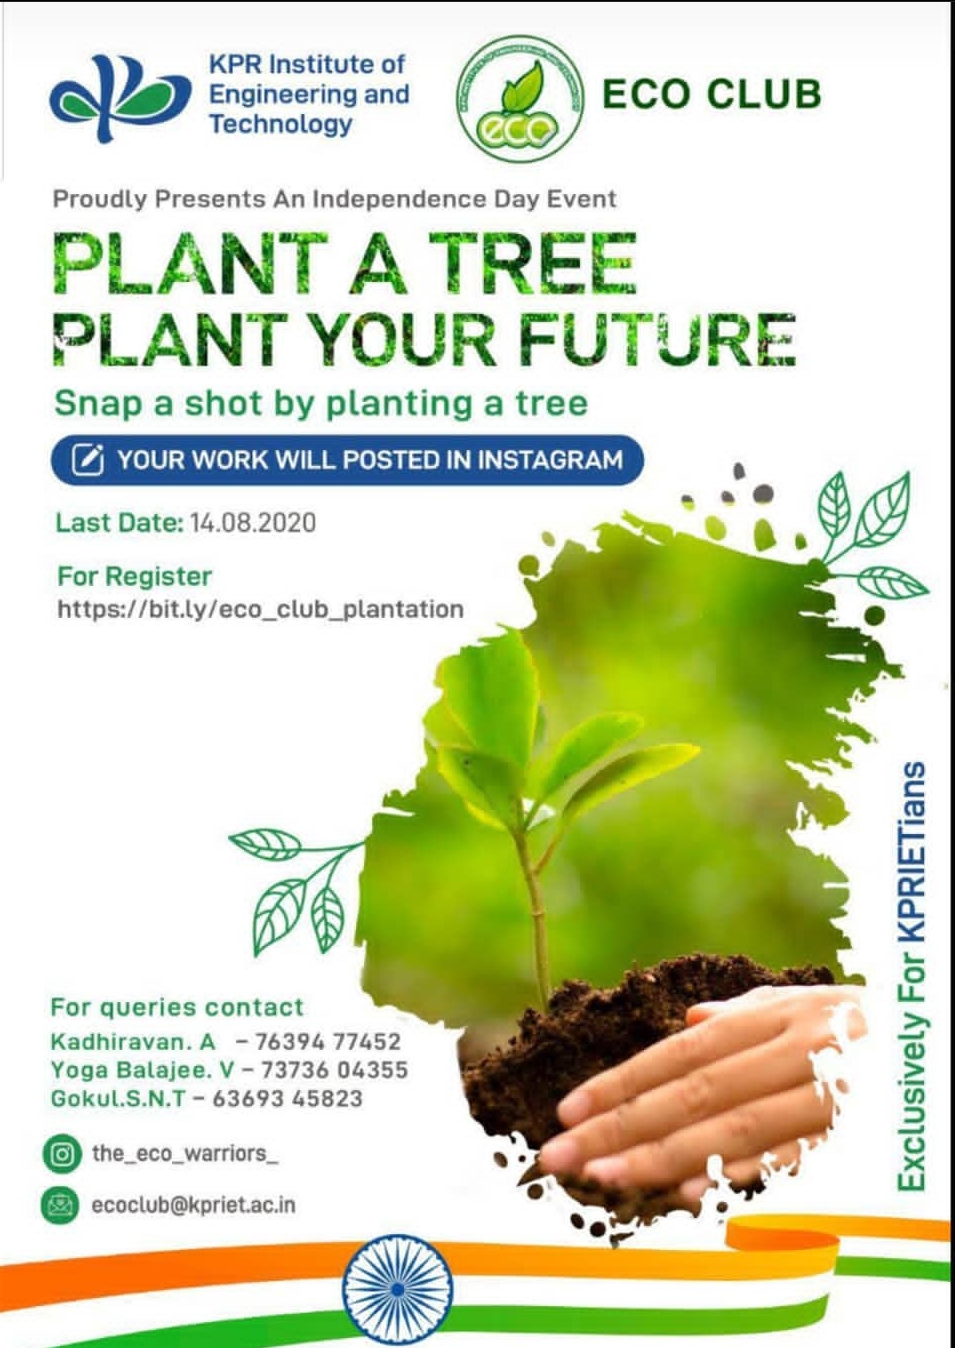 KPR Institute of
Engineering and
Technology
eco
ECO CLUB
Proudly Presents An Independence Day Event
PLANT A TREE
PLANT YOUR FUTURE
Snap a shot by planting a tree
YOUR WORK WILL POSTED IN INSTAGRAM
Last Date: 14.08.2020
For Register
https://bit.ly/eco_club_plantation
Exclusively For KPRIETians
For queries contact
Kadhiravan. A - 76394 77452
Yoga Balajee. V - 73736 04355
Gokul.S.N.T - 63693 45823
the_eco_warriors_
ecoclub@kpriet.ac.in